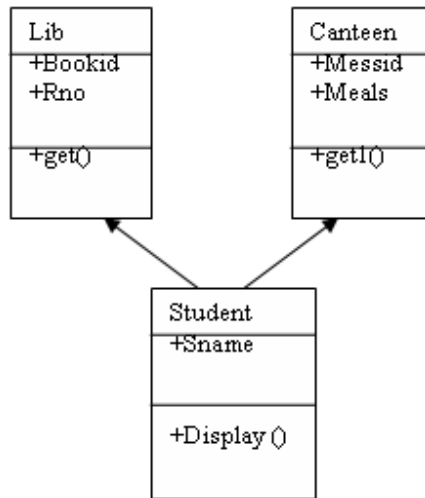 Lib
+Bookid
+Rno
+get()
Canteen
+Messid
+Meals
+get1()
Student
+Sname
+Display()